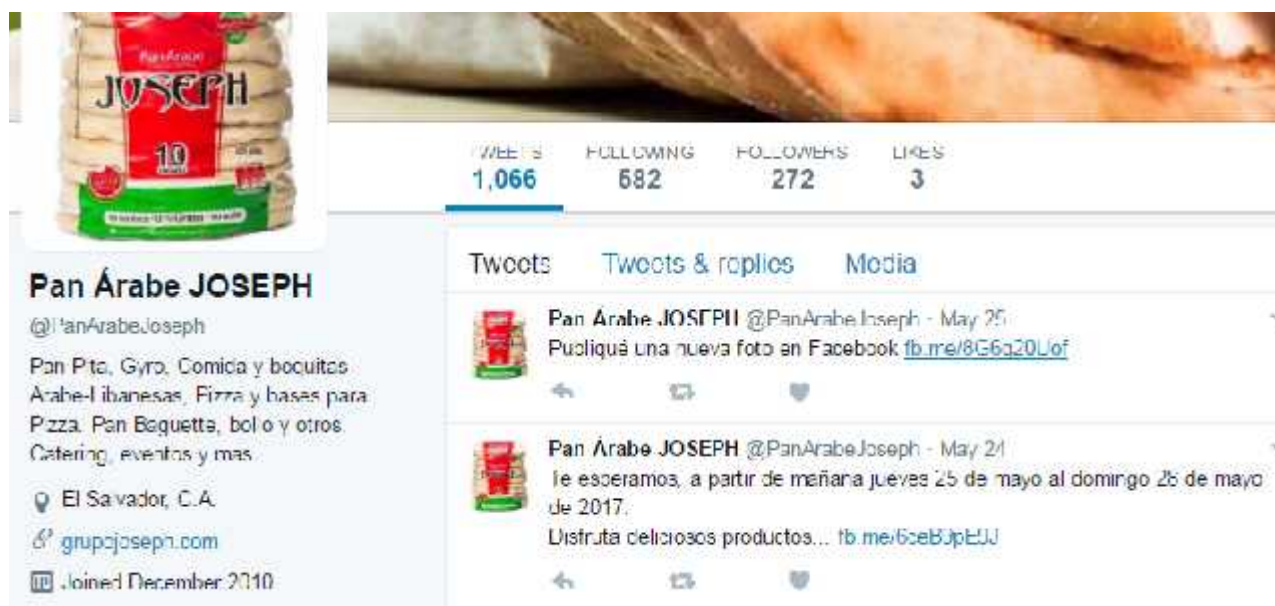 PanArabe
JOSEPH
10
TWEETS FOLLOWING FOLLOWERS LIKES
1,066 682 272 3
Tweets Tweets & replies Media
Pan Árabe JOSEPH
@PanArabeJoseph
Pan Pita, Gyro, Comida y boquitas
Arabe-Libanesas, Pizza y bases para
Pizza. Pan Baguette, bollo y otros.
Catering, eventos y mas
El Salvador, C.A.
grupojoseph.com
Joined December 2010
Pan Árabe JOSEPH @PanArabeJoseph - May 25
Publiqué una nueva foto en Facebook
Pan Árabe JOSEPH @PanArabeJoseph - May 24
Te esperamos, a partir de mañana jueves 25 de mayo al domingo 28 de mayo
de 2017.
Disfruta deliciosos productos...